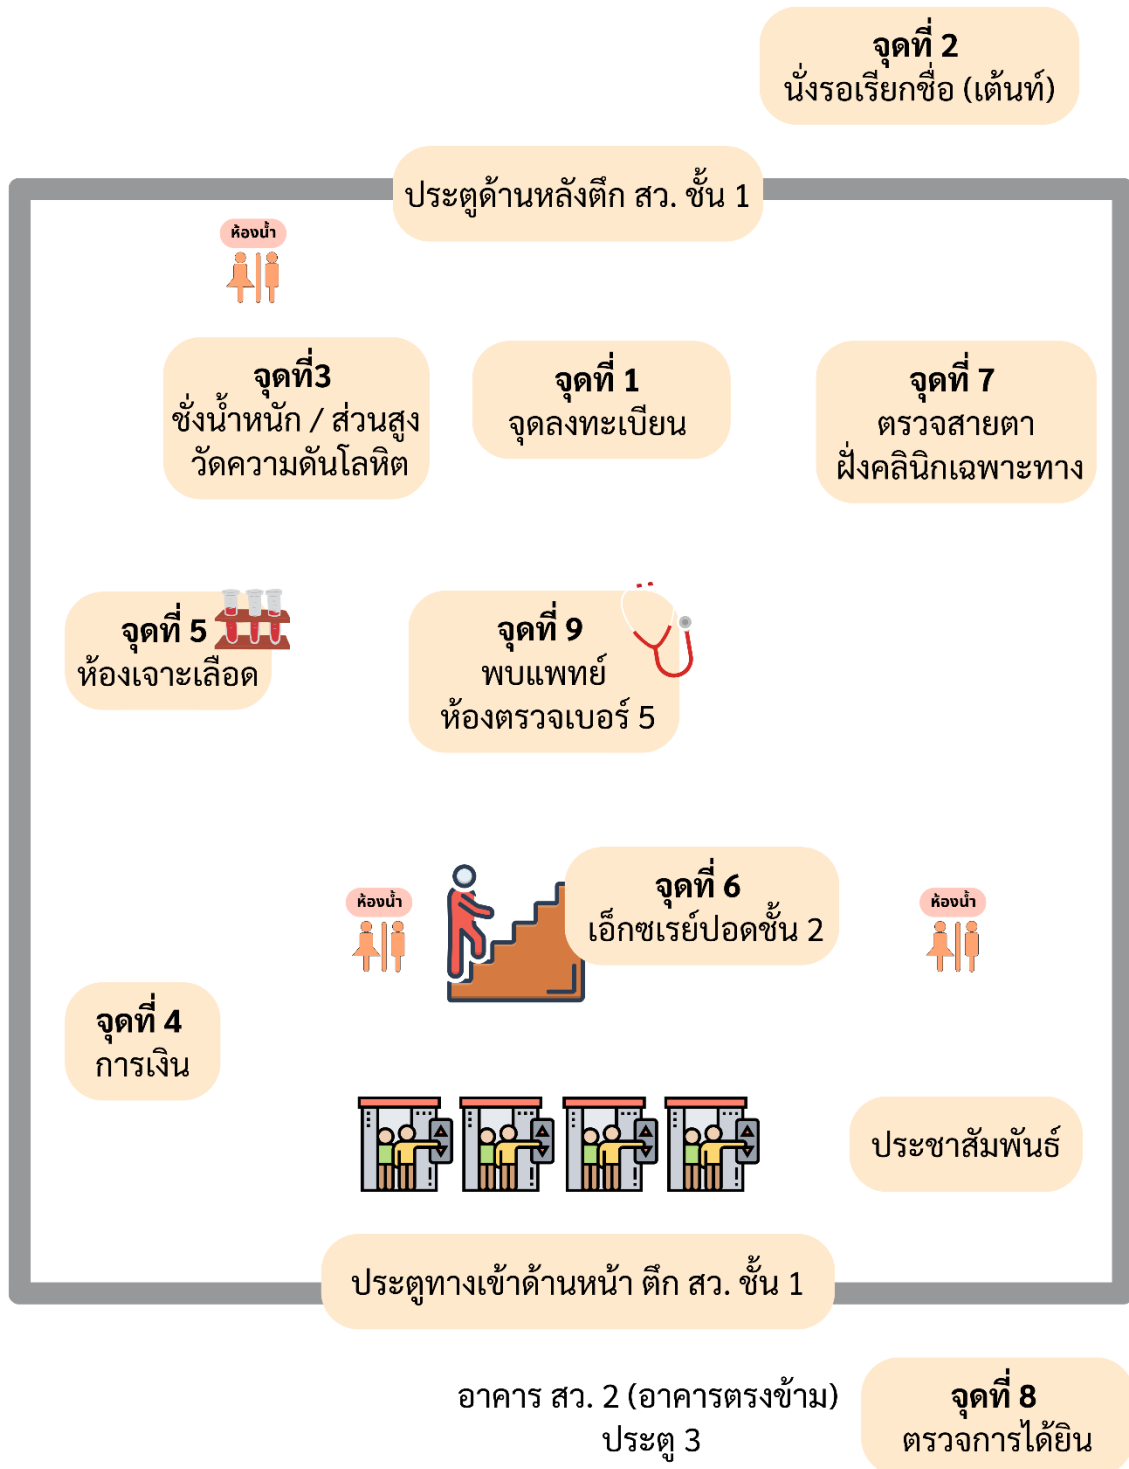 จุดที่ 2
นั่งรอเรียกชื่อ (เต้นท์)
ประตูด้านหลังตึก สว. ชั้น 1
ห้องน้ำ
จุดที่3
ชั่งน้ำหนัก / ส่วนสูง
วัดความดันโลหิต
จุดที่ 1
จุดลงทะเบียน
จุดที่ 7
ตรวจสายตา
ฝั่งคลินิกเฉพาะทาง
จุดที่ 5
ห้องเจาะเลือด
จุดที่ 9
พบแพทย์
ห้องตรวจเบอร์ 5
ห้องน้ำ
จุดที่ 6
เอ็กซเรย์ปอดชั้น 2
ห้องน้ำ
จุดที่ 4
การเงิน
ประชาสัมพันธ์
ประตูทางเข้าด้านหน้า ตึก สว. ชั้น 1
อาคาร สว. 2 (อาคารตรงข้าม)
ประตู 3
จุดที่ 8
ตรวจการได้ยิน